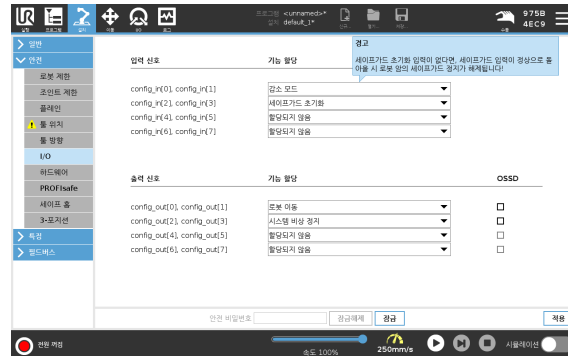 프로그램 <unnamed>*
설치 default_1*
975B
4EC9
실행 프로그램 설치 이동 I/O 로그
일반
안전
로봇 제한
조인트 제한
플레인
툴 위치
툴 방향
I/O
하드웨어
PROFIsafe
세이프 홈
3-포지션
특점
필드버스
경고
세이프가드 초기화 입력이 없다면, 세이프가드 입력이 정상으로 돌
아올 시 로봇 암의 세이프가드 정지가 해제됩니다!
입력 신호 기능 할당
config_in[0], config_in[1] 감소 모드
config_in[2], config_in[3] 세이프가드 초기화
config_in[4], config_in[5] 할당되지 않음
config_in[6], config_in[7] 할당되지 않음
출력 신호 기능 할당 OSSD
config_out[0], config_out[1] 로봇 이동
config_out[2], config_out[3] 시스템 비상 정지
config_out[4], config_out[5] 할당되지 않음
config_out[6], config_out[7] 할당되지 않음
안전 비밀번호 잠금해제 잠금 적용
전원 꺼짐
속도 100%
250mm/s
시뮬레이션